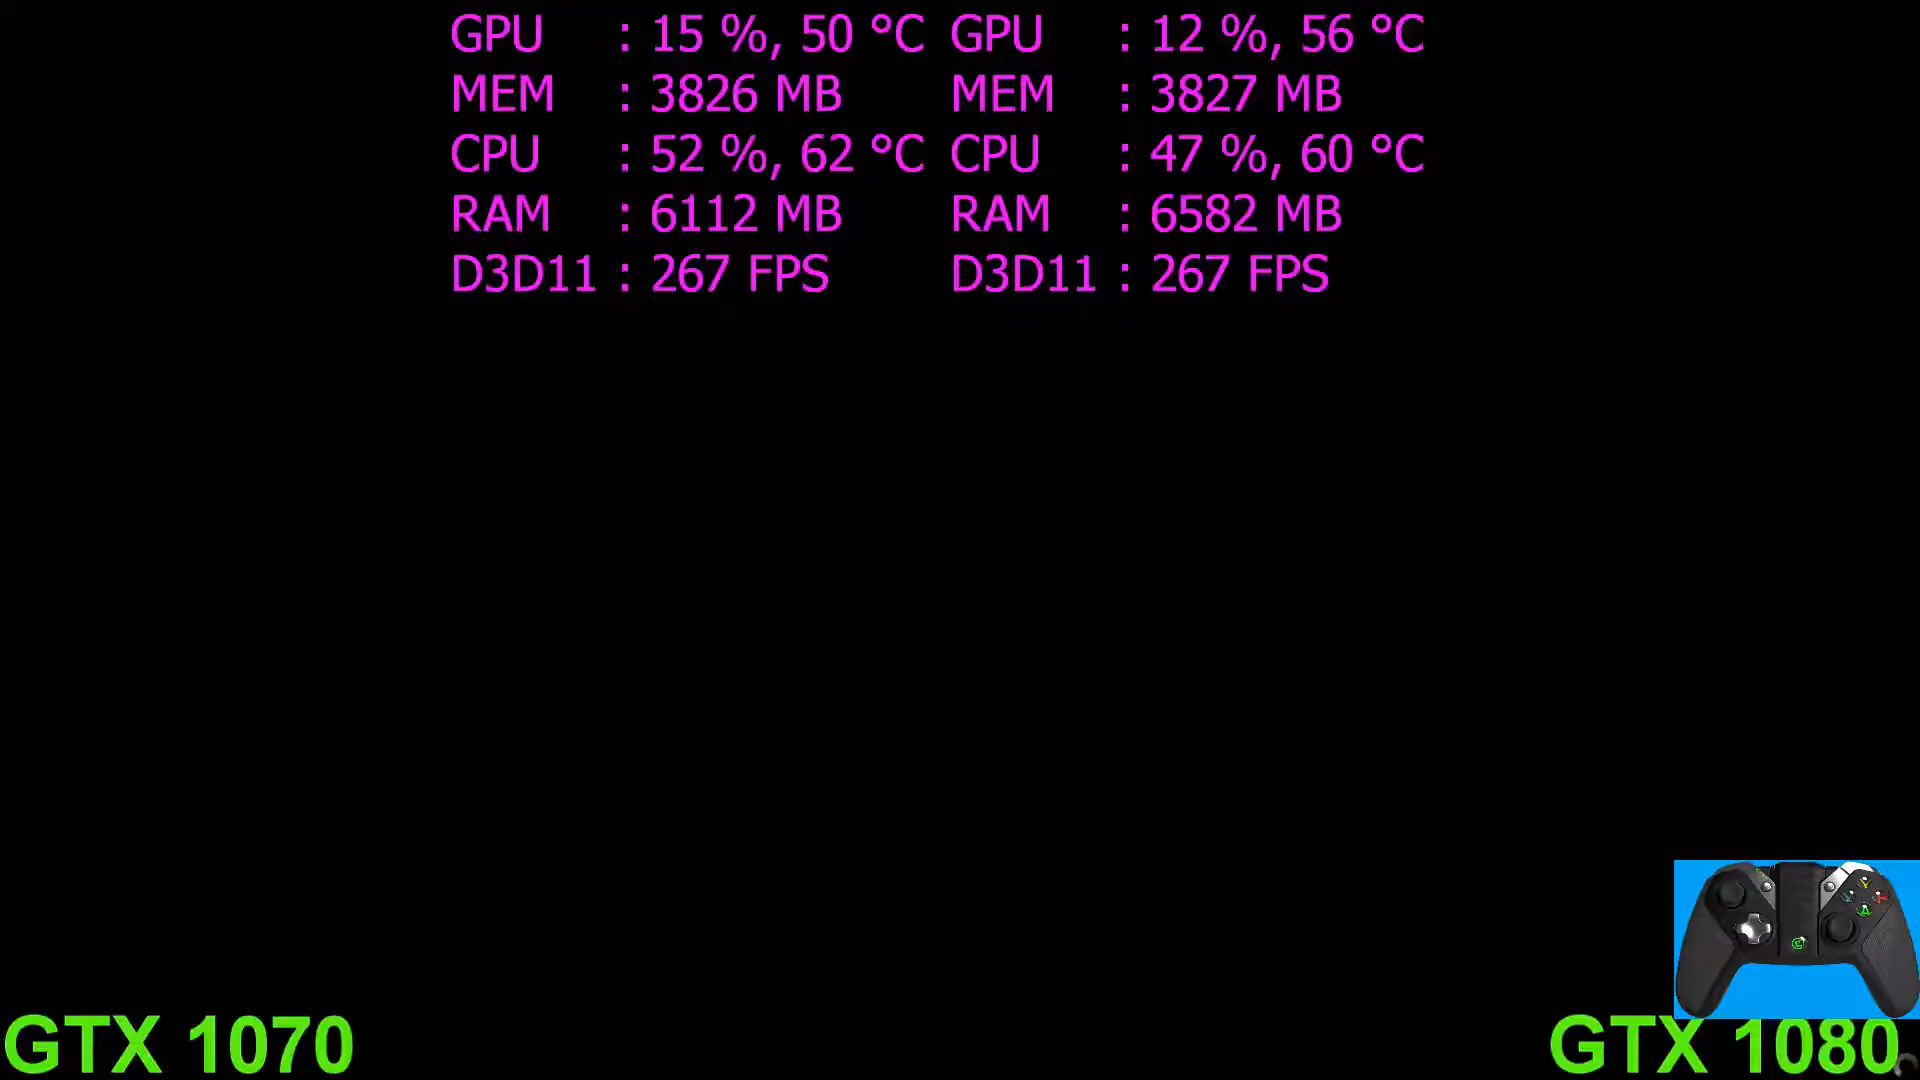 GPU : 15 %, 50 °C GPU : 12 %, 56 °C
MEM : 3826 MB MEM : 3827 MB
CPU : 52 %, 62 °C CPU : 47 %, 60 °C
RAM : 6112 MB RAM : 6582 MB
D3D11 : 267 FPS D3D11 : 267 FPS
Y
X
A
GTX 1070 GTX 1080